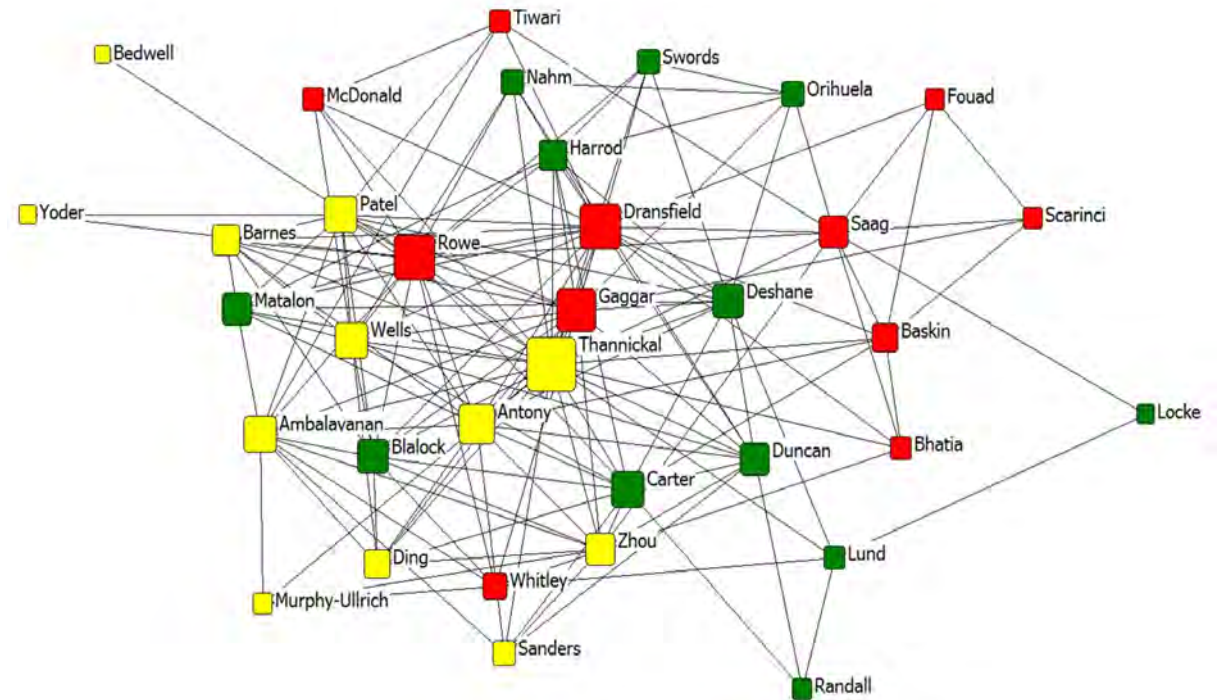 Tiwari
Bedwell
Swords
Nahm
Orihuela
McDonald
Fouad
Harrod
Patel
Yoder
Dransfield
Scarinci
Saag
Barnes
Rowe
Matalon
Gaggar
Deshane
Wells
Baskin
Thannickal
Antony
Locke
Ambalavanan
Blalock
Bhatia
Duncan
Carter
Zhou
Ding
Lund
Whitley
Murphy-Ullrich
Sanders
Randall